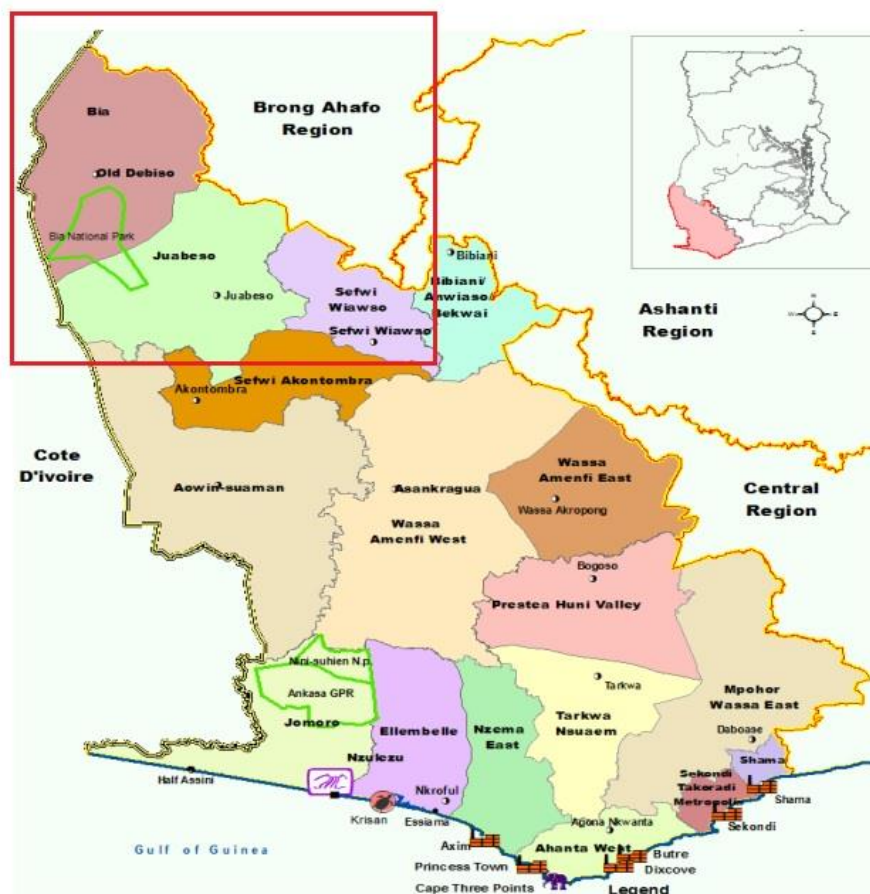 Bia
Brong Ahafo
Region
Old Debiso
Bia National Park
Juabeso
Juabeso
Sefwi
Wiawso
Sefwi Wiawso
Bibiani
Bibiani/
Anwiaso/
Bekwai
Ashanti
Region
N
W
E
S
Sefwi Akontombra
Akontombra
Cote
D'ivoire
Aowin-suaman
Asankragua
Wassa
Amenfi West
Wassa
Amenfi East
Wassa Akropong
Central
Region
Bogoso
Prestea Huni Valley
Nini-suhien N.p.
Ankasa GPR
Jomoro
Ellembelle
Nzema
East
Tarkwa
Tarkwa
Nsuaem
Mpohor
Wassa East
Daboase
Shama
Nzulezu
Half Assini
Nkroful
Krisan
Essiama
Sekondi
Takoradi
Metropolis
Shama
Sekondi
Gulf of Guinea
Axim
Agona Nkwanta
Ahanta West
Butre
Dixcove
Princess Town
Cape Three Points
Legend